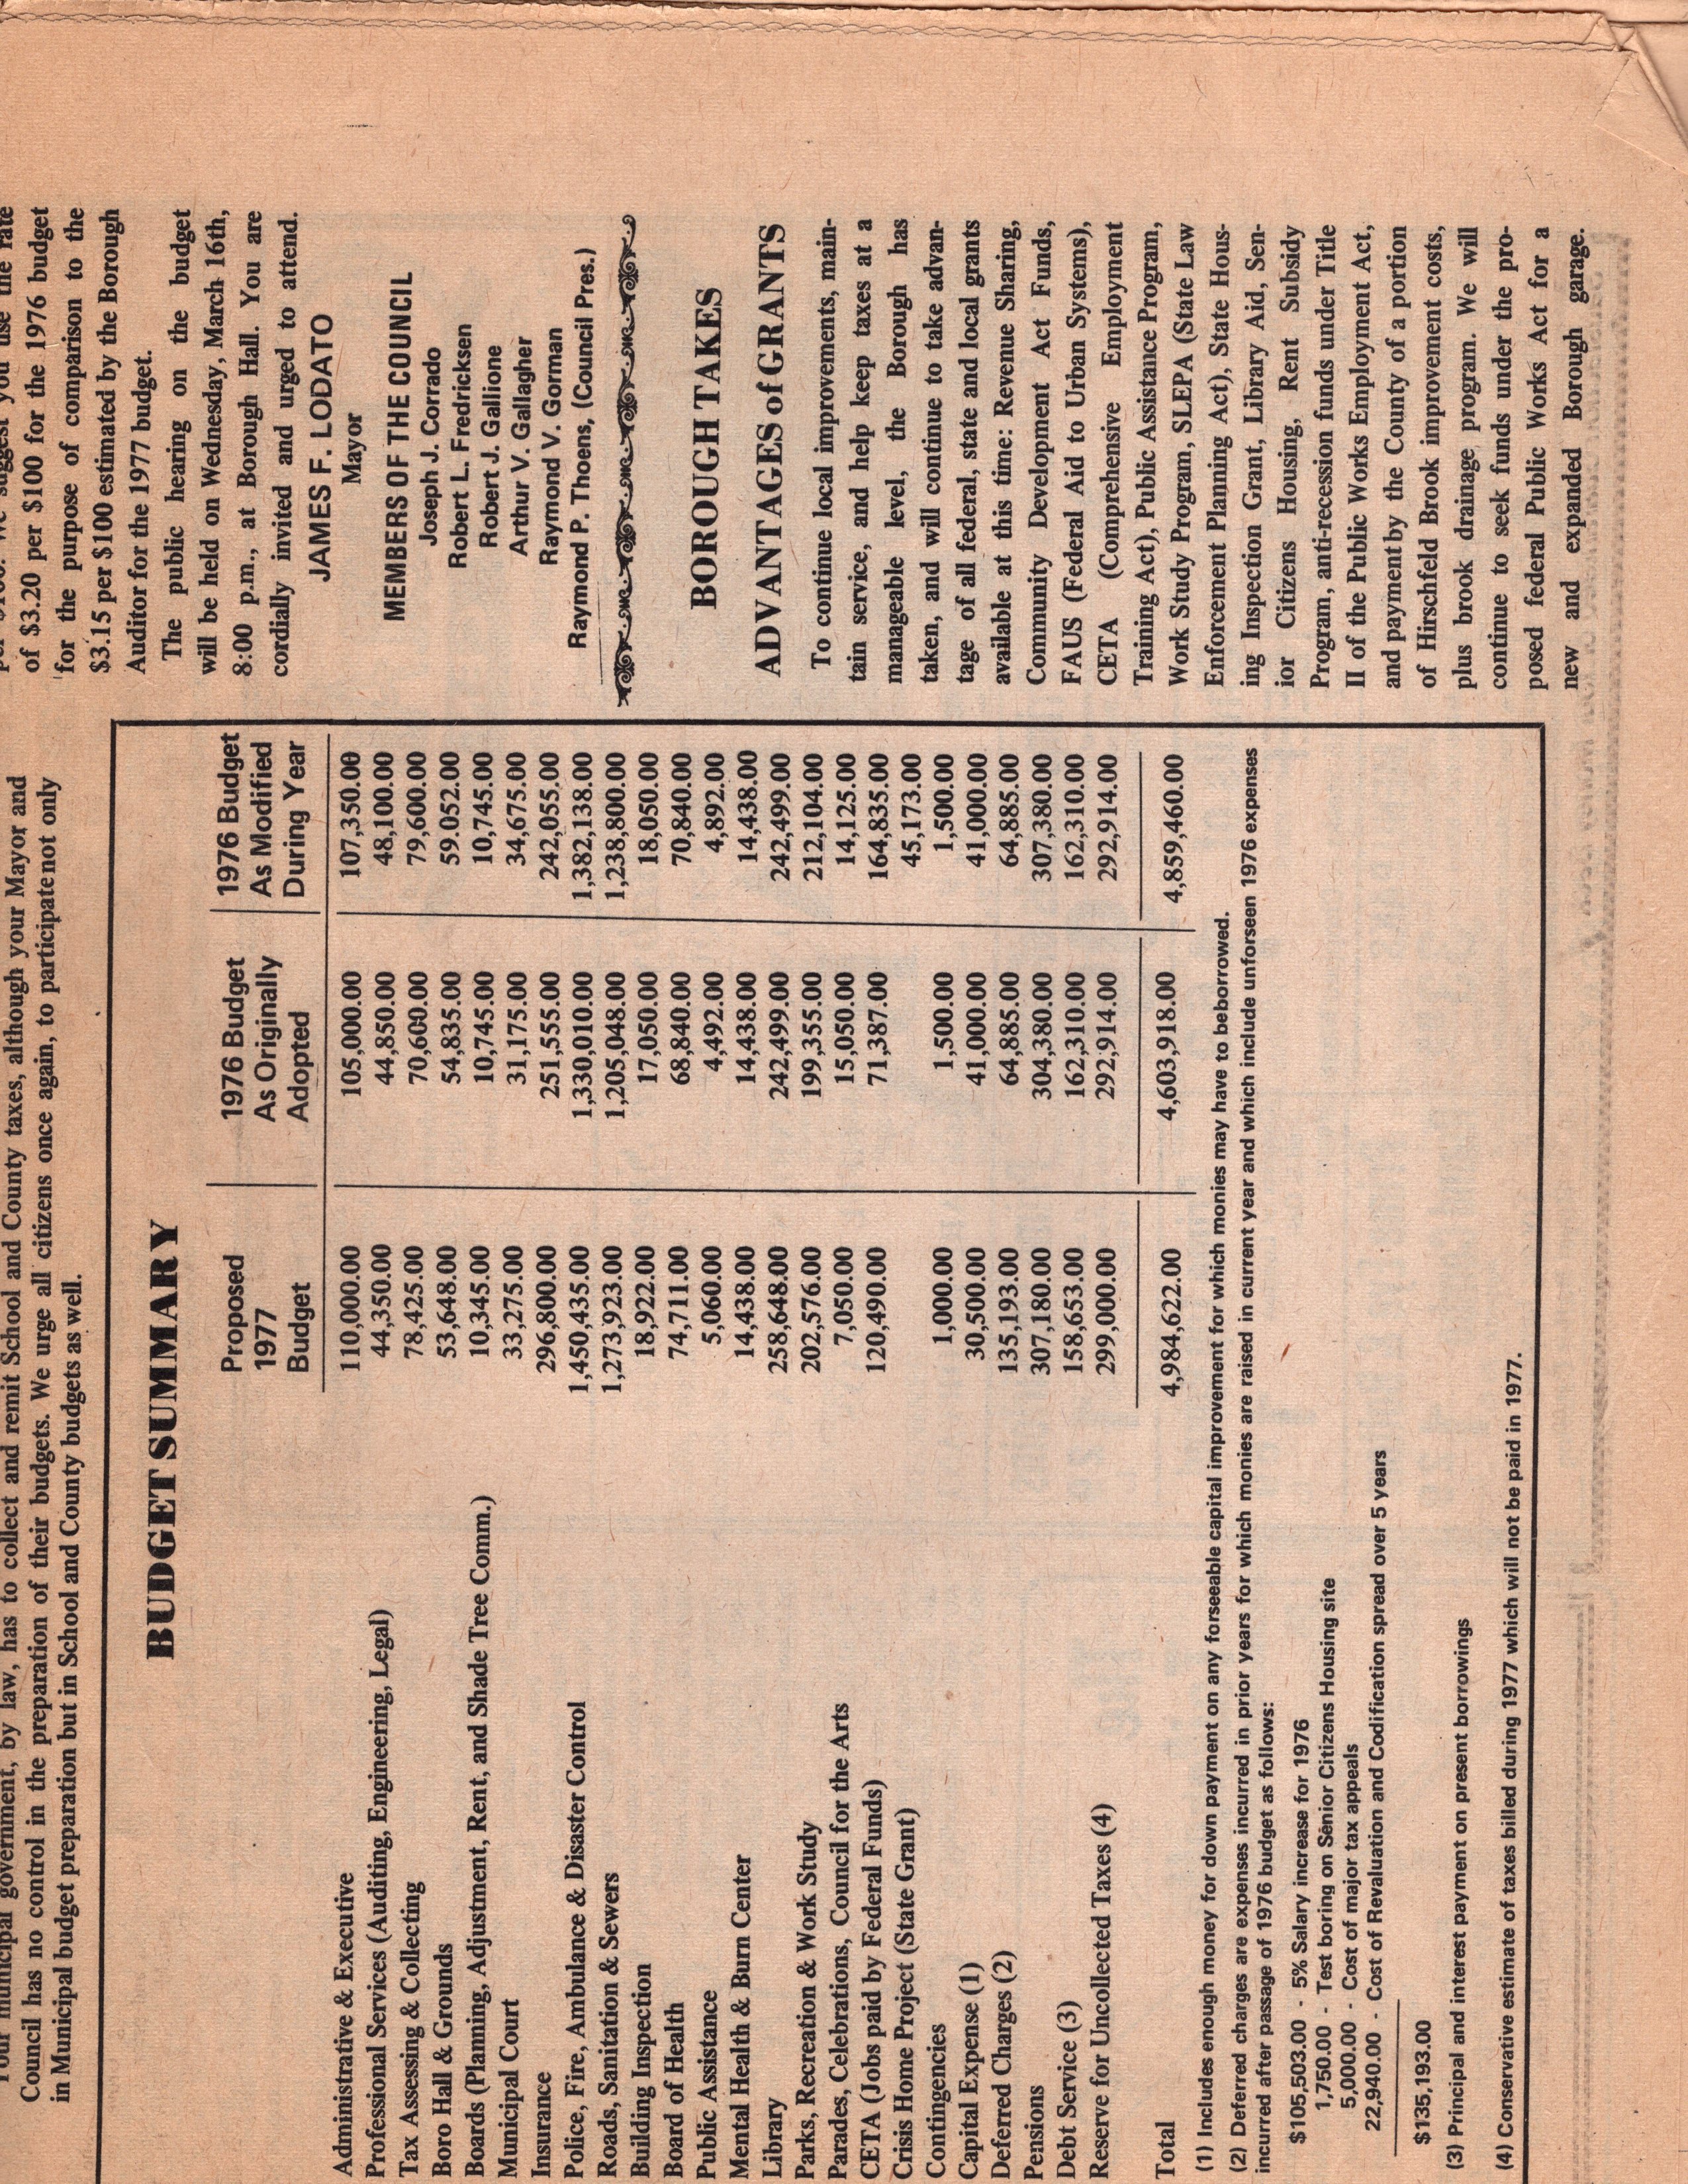 Your municipal government, by law, has to collect and remit School and County taxes, although your Mayor and
Council has no control in the preparation of their budgets. We urge all citizens once again, to participate not only
in Municipal budget preparation but in School and County budgets as well.
BUDGET SUMMARY
Proposed 1976 Budget 1976 Budget
1977 As Originally As Modified
Budget Adopted During Year
Administrative & Executive 110,000.00 105,000.00 107,350.00
Professional Services (Auditing, Engineering, Legal) 44,350.00 44,850.00 48,100.00
Tax Assessing & Collecting 78,425.00 70,600.00 79,600.00
Boro Hall & Grounds 53,648.00 54,835.00 59.052.00
Boards (Planning, Adjustment, Rent, and Shade Tree Comm.) 10,345.00 10,745.00 10,745.00
Municipal Court 33,275.00 31,175.00 34,675.00
Insurance 296,800.00 251,555.00 242,055.00
Police, Fire, Ambulance & Disaster Control 1,450,435.00 1,330,010.00 1,382,138.00
Roads, Sanitation & Sewers 1,273,923.00 1,205,048.00 1,238,800.00
Building Inspection 18,922.00 17,050.00 18,050.00
Board of Health 74,711.00 68,840.00 70,840.00
Public Assistance 5,060.00 4,492.00 4,892.00
Mental Health & Burn Center 14,438.00 14,438.00 14,438.00
Library 258,648.00 242,499.00 242,499.00
Parks, Recreation & Work Study 202,576.00 199,355.00 212,104.00
Parades, Celebrations, Council for the Arts 7,050.00 15,050.00 14,125.00
CETA (Jobs paid by Federal Funds) 120,490.00 71,387.00 164,835.00
Crisis Home Project (State Grant) 45,173.00
Contingencies 1,000.00 1,500.00 1,500.00
Capital Expense (1) 30,500.00 41,000.00 41,000.00
Deferred Charges (2) 135,193.00 64,885.00 64,885.00
Pensions 307,180.00 304,380.00 307,380.00
Debt Service (3) 158,653.00 162,310.00 162,310.00
Reserve for Uncollected Taxes (4) 299,000.00 292,914.00 292,914.00
Total 4,984,622.00 4,603,918.00 4,859,460.00
(1) Includes enough money for down payment on any forseeable capital improvement for which monies may have to beborrowed.
(2) Deferred charges are expenses incurred in prior years for which monies are raised in current year and which include unforseen 1976 expenses
incurred after passage of 1976 budget as follows:
$105,503.00 - 5% Salary increase for 1976
1,750.00 - Test boring on Senior Citizens Housing site
5,000.00 - Cost of major tax appeals
22,940.00 - Cost of Revaluation and Codification spread over 5 years
$135,193.00
(3) Principal and interest payment on present borrowings
(4) Conservative estimate of taxes billed during 1977 which will not be paid in 1977.
per $100. We suggest you use the rate
of $3.20 per $100 for the 1976 budget
for the purpose of comparison to the
$3.15 per $100 estimated by the Borough
Auditor for the 1977 budget.
The public hearing on the budget
will be held on Wednesday, March 16th,
8:00 p.m., at Borough Hall. You are
cordially invited and urged to attend.
JAMES F. LODATO
Mayor
MEMBERS OF THE COUNCIL
Joseph J. Corrado
Robert L. Fredricksen
Robert J. Gallione
Arthur V. Gallagher
Raymond V. Gorman
Raymond P. Thoens, (Council Pres.)
BOROUGH TAKES
ADVANTAGES of GRANTS
To continue local improvements, main-
tain service, and help keep taxes at a
manageable level, the Borough has
taken, and will continue to take advan-
tage of all federal, state and local grants
available at this time: Revenue Sharing,
Community Development Act Funds,
FAUS (Federal Aid to Urban Systems),
CETA (Comprehensive Employment
Training Act), Public Assistance Program,
Work Study Program, SLEPA (State Law
Enforcement Planning Act), State Hous-
ing Inspection Grant, Library Aid, Sen-
ior Citizens Housing, Rent Subsidy
Program, anti-recession funds under Title
II of the Public Works Employment Act,
and payment by the County of a portion
of Hirschfeld Brook improvement costs,
plus brook drainage program. We will
continue to seek funds under the pro-
posed federal Public Works Act for a
new and expanded Borough garage.